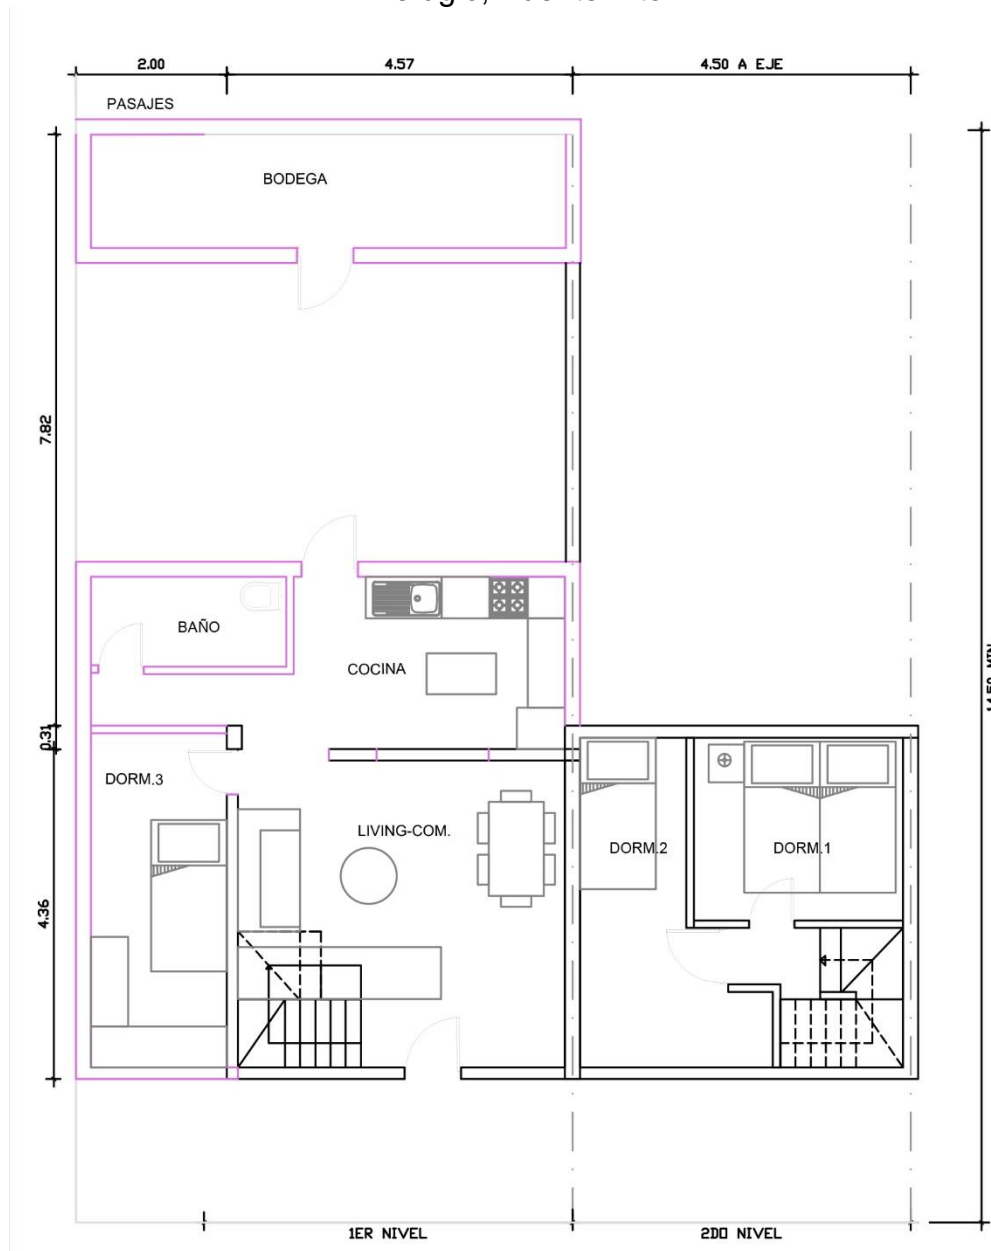 2.00
4.57
4.50 A EJE
PASAJES
BODEGA
7.82
BAÑO
COCINA
0.31
DORM.3
LIVING-COM.
DORM.2
DORM.1
4.36
1ER NIVEL
2DO NIVEL